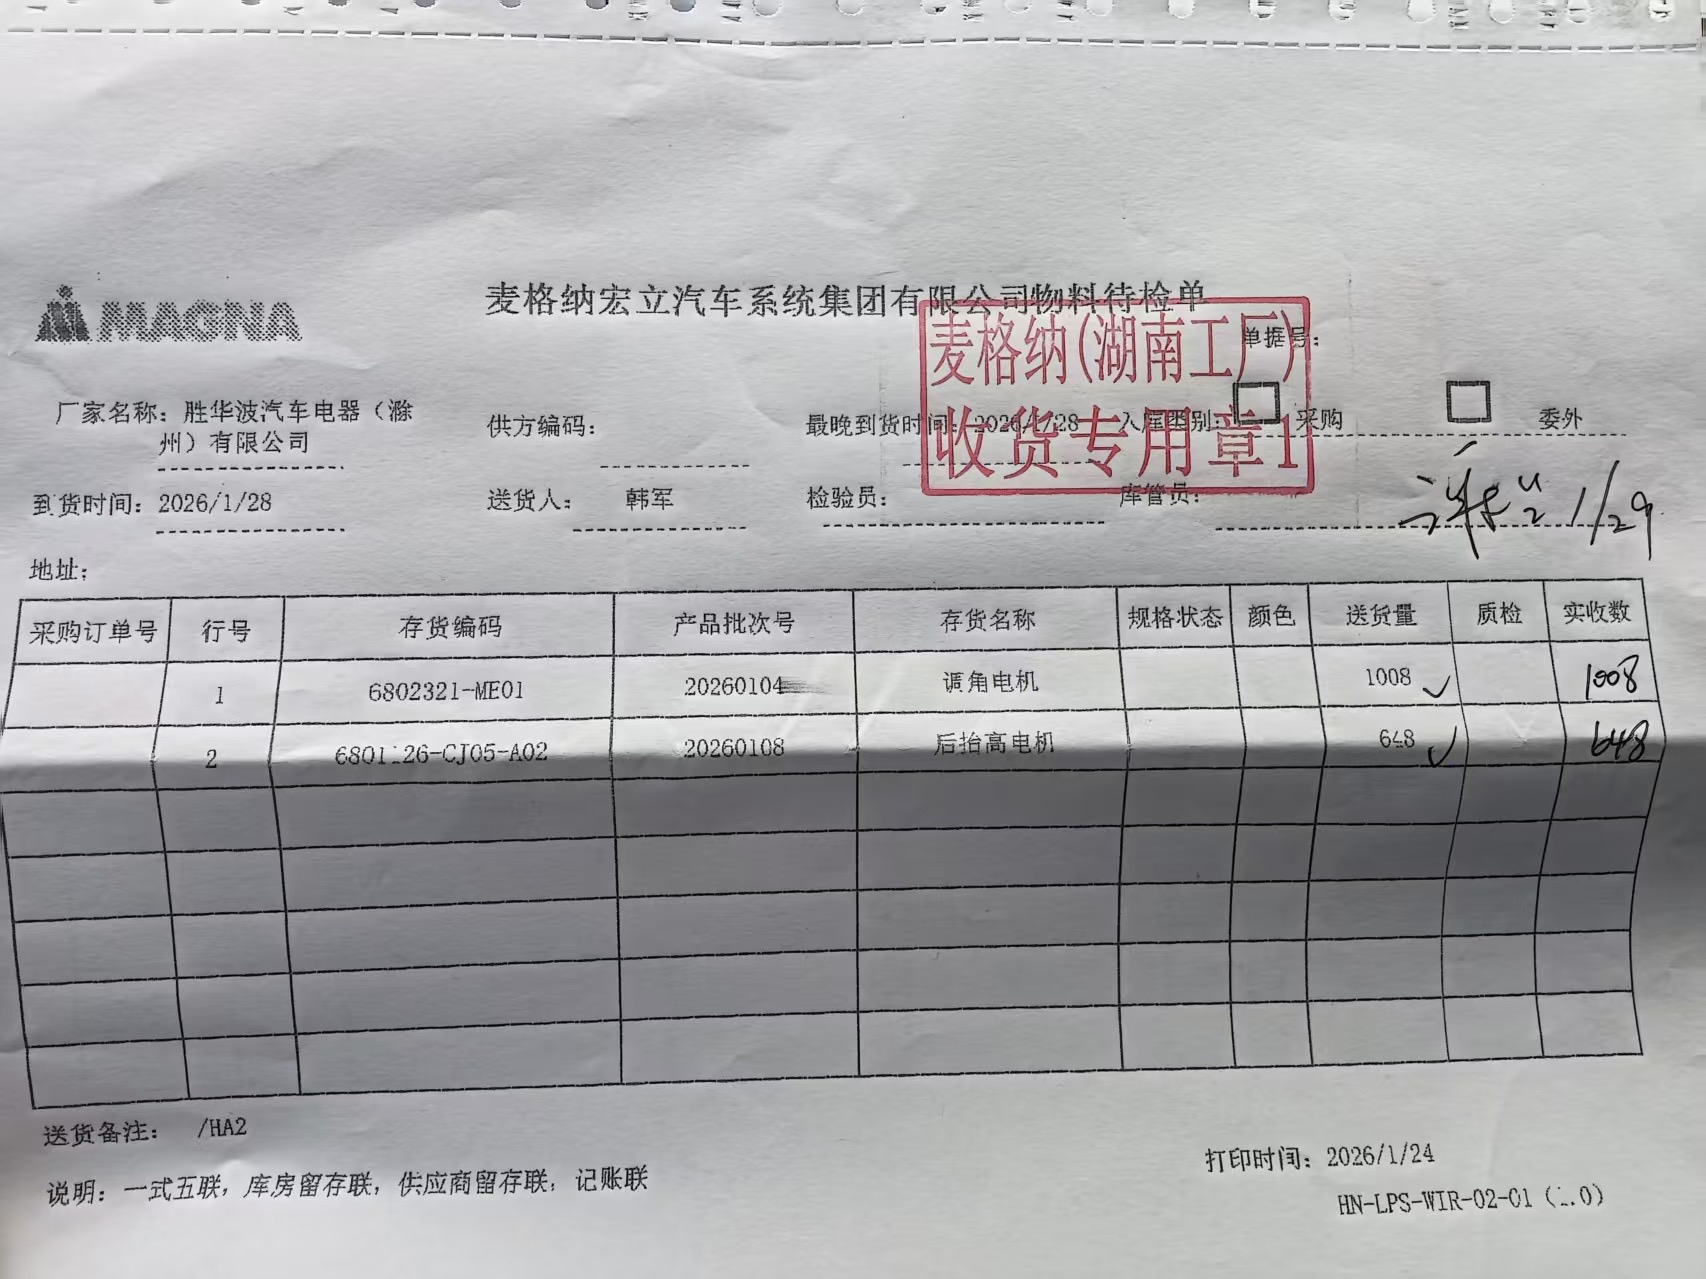 MAGNA
麦格纳宏立汽车系统集团有限公司物料待检单
麦格纳(湖南工厂)
收货专用章1
单据号:
厂家名称: 胜华波汽车电器（滁
州）有限公司
供方编码:
最晚到货时间: 2026/1/28
入库类别:
采购
委外
到货时间: 2026/1/28
送货人: 韩军
检验员:
库管员:
1/29
地址:
采购订单号 行号 存货编码 产品批次号 存货名称 规格状态 颜色 送货量 质检 实收数
1 6802321-ME01 20260104 调角电机 1008 1008
2 20260108 后抬高电机 648 648
送货备注: /HA2
说明: 一式五联, 库房留存联, 供应商留存联, 记账联
打印时间: 2026/1/24
HN-LPS-WIR-02-01